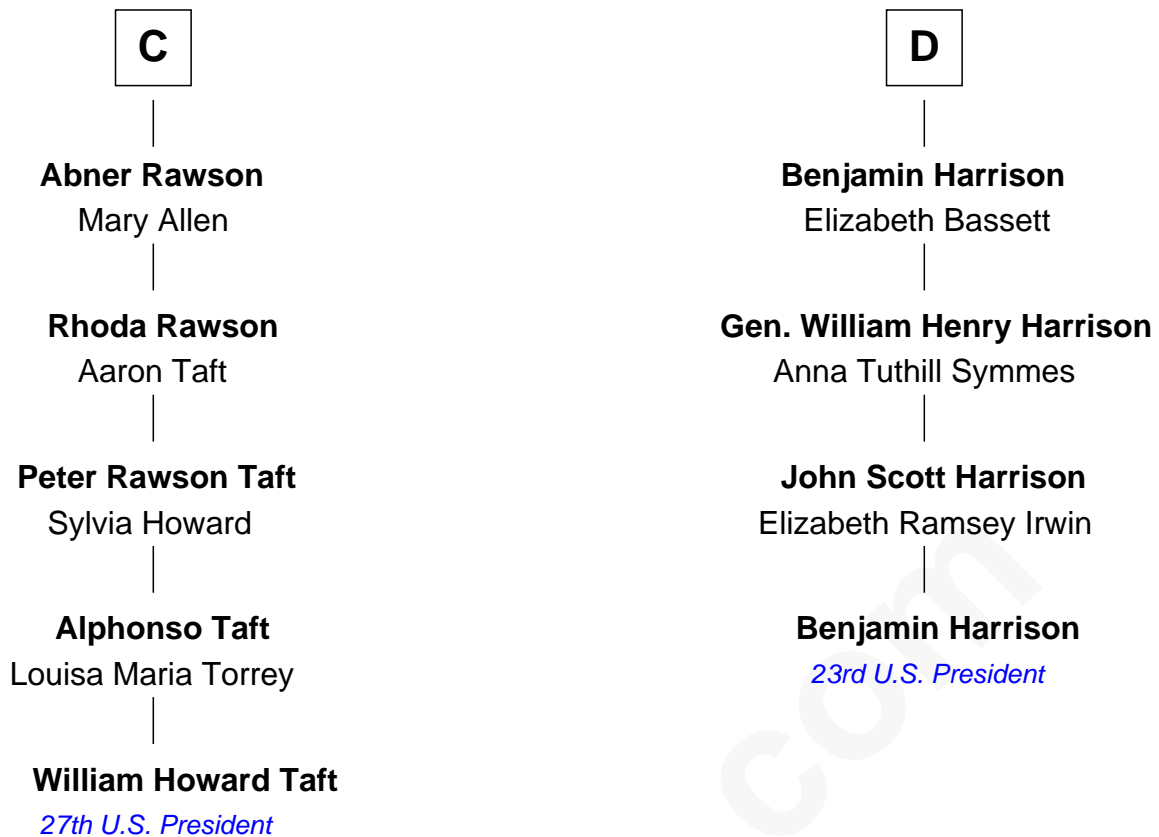 C
Abner Rawson
Mary Allen
Rhoda Rawson
Aaron Taft
Peter Rawson Taft
Sylvia Howard
Alphonso Taft
Louisa Maria Torrey
William Howard Taft
27th U.S. President
D
Benjamin Harrison
Elizabeth Bassett
Gen. William Henry Harrison
Anna Tuthill Symmes
John Scott Harrison
Elizabeth Ramsey Irwin
Benjamin Harrison
23rd U.S. President
com